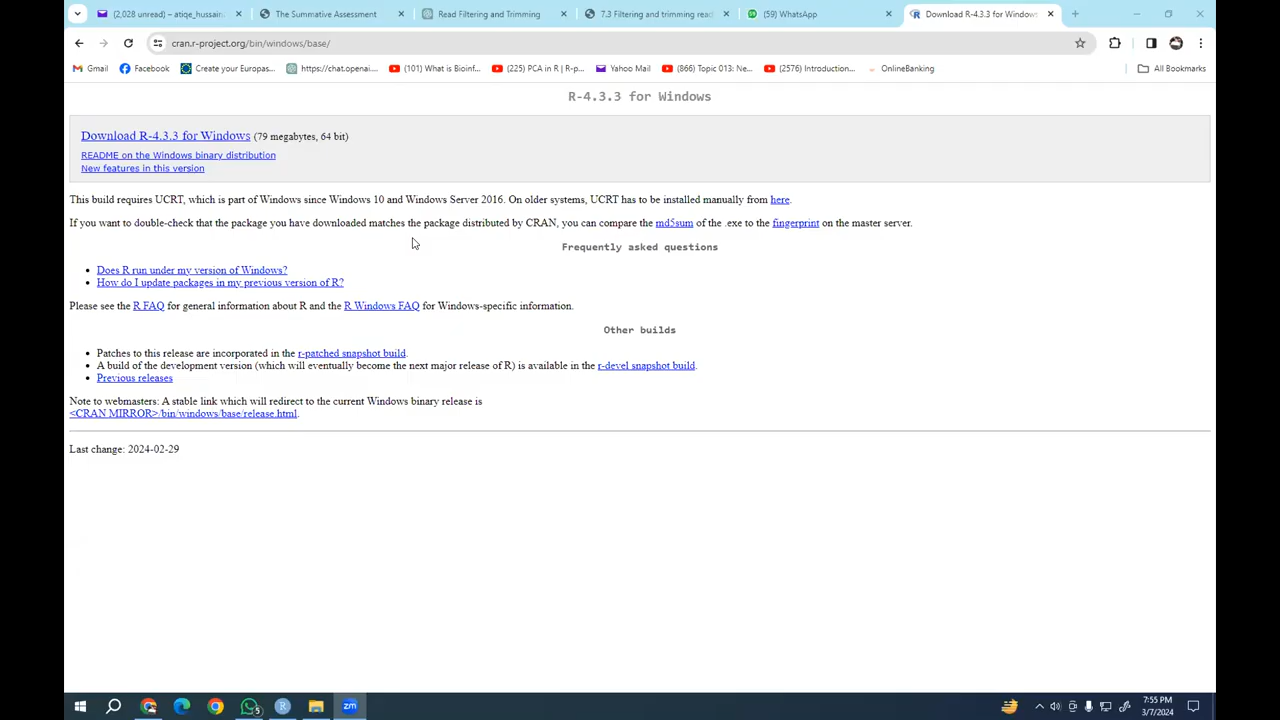 (2,028 unread) - atiqe_hussain
The Summative Assessment
Read Filtering and Trimming
7.3 Filtering and trimming read
(59) WhatsApp
Download R-4.3.3 for Windows
cran.r-project.org/bin/windows/base/
Gmail
Facebook
Create your Europas...
https://chat.openai....
(101) What is Bioinf...
(225) PCA in R | R-p...
Yahoo Mail
(866) Topic 013: Ne...
(2576) Introduction...
OnlineBanking
All Bookmarks
R-4.3.3 for Windows
Download R-4.3.3 for Windows (79 megabytes, 64 bit)
README on the Windows binary distribution
New features in this version
This build requires UCRT, which is part of Windows since Windows 10 and Windows Server 2016. On older systems, UCRT has to be installed manually from here.
If you want to double-check that the package you have downloaded matches the package distributed by CRAN, you can compare the md5sum of the .exe to the fingerprint on the master server.
Frequently asked questions
Does R run under my version of Windows?
How do I update packages in my previous version of R?
Please see the R FAQ for general information about R and the R Windows FAQ for Windows-specific information.
Other builds
Patches to this release are incorporated in the r-patched snapshot build.
A build of the development version (which will eventually become the next major release of R) is available in the r-devel snapshot build.
Previous releases
Note to webmasters: A stable link which will redirect to the current Windows binary release is
<CRAN MIRROR>/bin/windows/base/release.html.
Last change: 2024-02-29
7:55 PM
3/7/2024